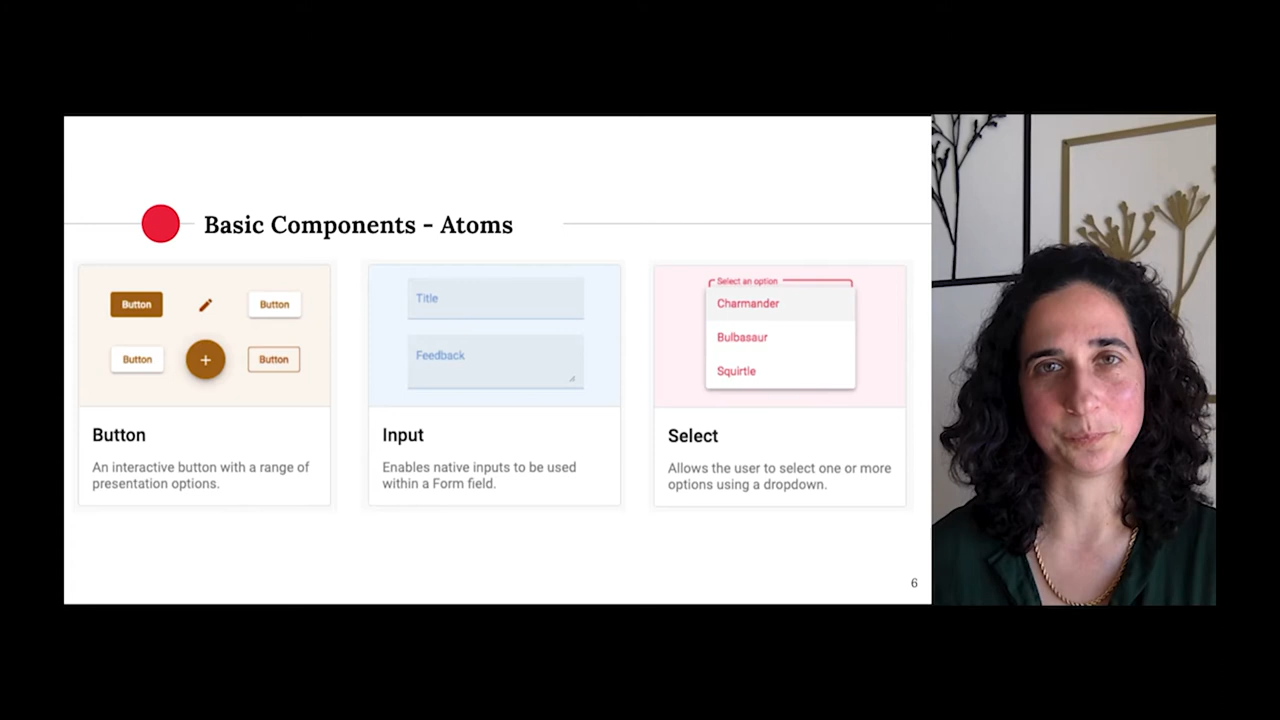 Basic Components - Atoms
Button
Button
Button
+
Button
Button
An interactive button with a range of
presentation options.
Title
Feedback
Input
Enables native inputs to be used
within a Form field.
Select an option
Charmander
Bulbasaur
Squirtle
Select
Allows the user to select one or more
options using a dropdown.
6